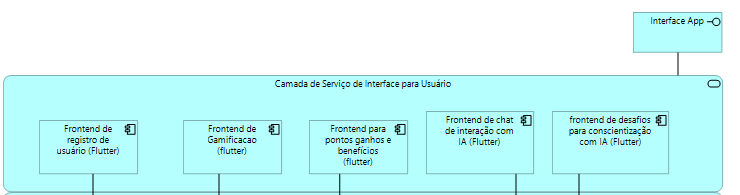 Interface App
Camada de Serviço de Interface para Usuário
Frontend de
registro de
usuário (Flutter)
Frontend de
Gamificacao
(flutter)
Frontend para
pontos ganhos e
benefícios
(flutter)
Frontend de chat
de interação com
IA (Flutter)
frontend de desafios
para conscientização
com IA (Flutter)